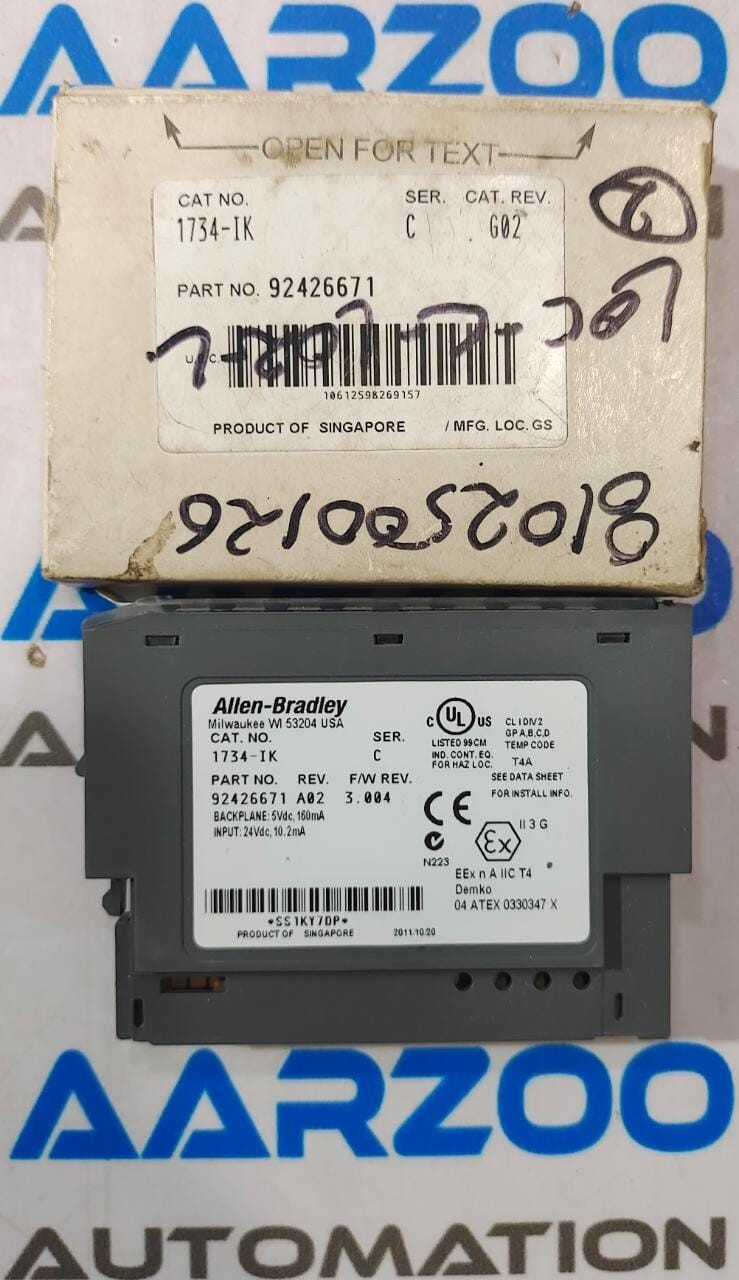 AARZOO
OPEN FOR TEXT
CAT NO. SER. CAT. REV.
1734-IK C G02
PART NO. 92426671
U.P.C.
10612598269157
PRODUCT OF SINGAPORE / MFG. LOC. GS
8102500126
Allen-Bradley
Milwaukee WI 53204 USA
CAT. NO. SER.
1734-IK C
PART NO. REV. F/W REV.
92426671 A02 3.004
BACKPLANE: 5Vdc, 160mA
INPUT: 24Vdc, 10.2mA
*SS1KY7DP*
PRODUCT OF SINGAPORE 2011/10/20
C UL US
LISTED 99CM
IND. CONT. EQ.
FOR HAZ LOC.
CL I DIV 2
GP A,B,C,D
TEMP CODE
T4A
SEE DATA SHEET
FOR INSTALL INFO.
CE
N223
Ex
II 3 G
EEx n A IIC T4
Demko
04 ATEX 0330347 X
AARZOO
AUTOMATION